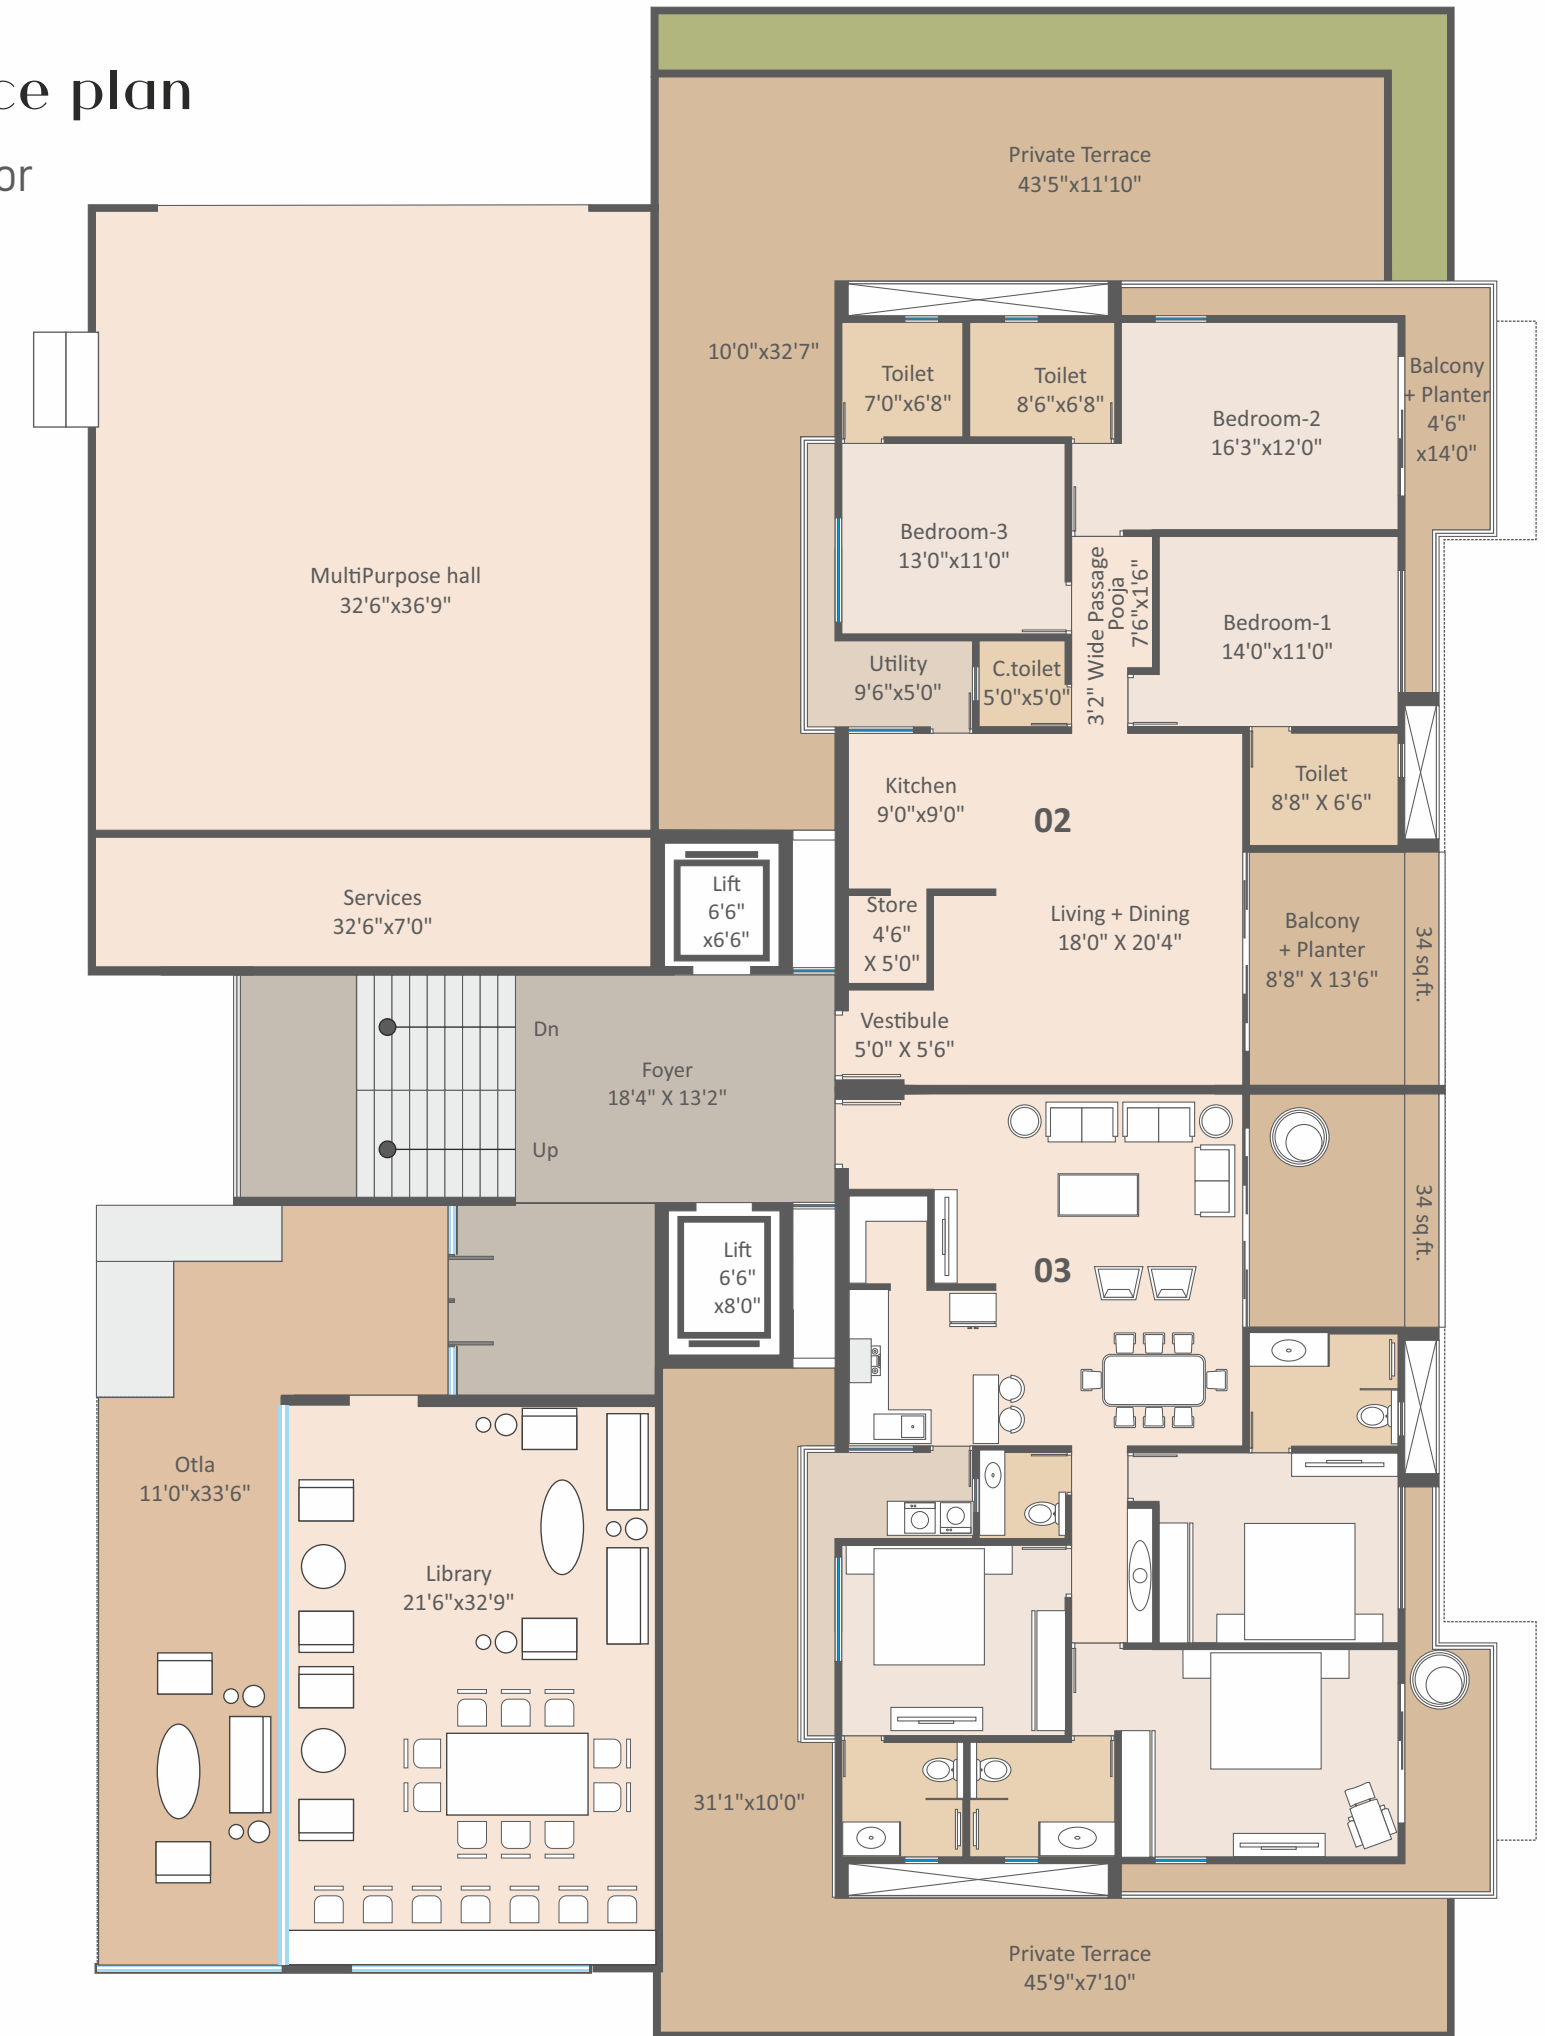 ce plan
or
Private Terrace
43'5"x11'10"
10'0"x32'7"
Toilet
7'0"x6'8"
Toilet
8'6"x6'8"
Bedroom-2
16'3"x12'0"
Balcony
+ Planter
4'6"
x14'0"
MultiPurpose hall
32'6"x36'9"
Bedroom-3
13'0"x11'0"
3'2" Wide Passage
Pooja
7'6"x1'6"
Bedroom-1
14'0"x11'0"
Utility
9'6"x5'0"
C.toilet
5'0"x5'0"
Kitchen
9'0"x9'0"
02
Toilet
8'8" X 6'6"
Services
32'6"x7'0"
Lift
6'6"
x6'6"
Store
4'6"
X 5'0"
Living + Dining
18'0" X 20'4"
Balcony
+ Planter
8'8" X 13'6"
34 sq.ft.
Vestibule
5'0" X 5'6"
Dn
Foyer
18'4" X 13'2"
Up
34 sq.ft.
Lift
6'6"
x8'0"
03
Otla
11'0"x33'6"
Library
21'6"x32'9"
31'1"x10'0"
Private Terrace
45'9"x7'10"